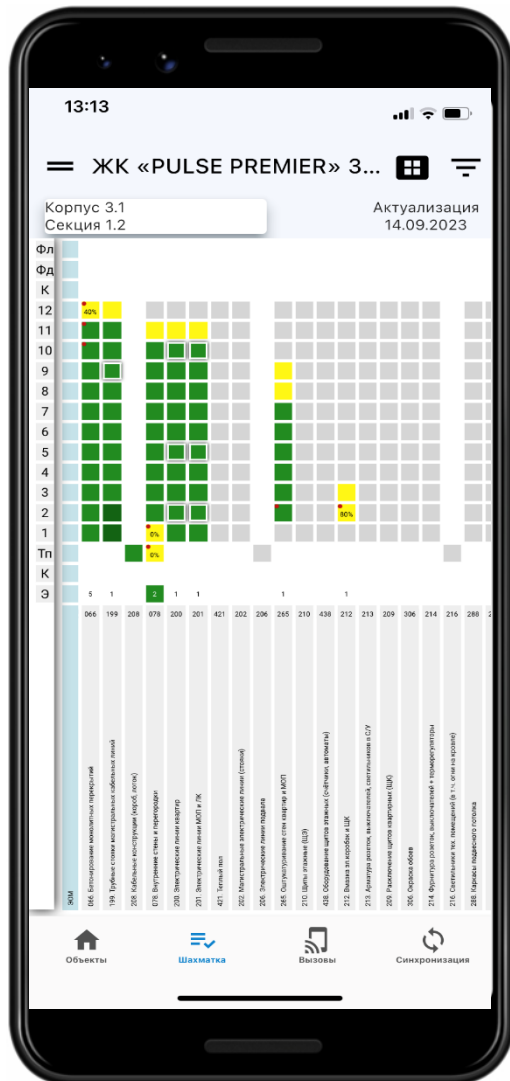 13:13
ЖК «PULSE PREMIER» 3...
Корпус 3.1
Секция 1.2
Актуализация
14.09.2023
Фл
Фд
К
12 40%
11
10
9
8
7
6
5
4
3
2 80%
1 0%
Тп 0%
К
Э 5 1 2 1 1 1 1
066 199 208 078 200 201 421 202 206 265 210 438 212 213 209 306 214 216 288 2
ЭОМ
066. Бетонирование монолитных перекрытий
199. Трубные стояки магистральных кабельных линий
208. Кабельные конструкции (короб, лоток)
078. Внутренние стены и перегородки
200. Электрические линии квартир
201. Электрические линии МОП и ЛК
421. Теплый пол
202. Магистральные электрические линии (стояки)
206. Электрические линии подвала
265. Оштукатуривание стен квартир и МОП
210. Щиты этажные (ЩЭ)
438. Оборудование щитов этажных (счётчики, автоматы)
212. Вмазка эл.коробок и ЩК
213. Арматура розеток, выключателей, светильников в С/У
209. Расключение щитов квартирных (ЩК)
306. Окраска обоев
214. Фурнитура розеток, выключателей + терморегуляторы
216. Светильники тех. помещений (в т.ч. огни на кровле)
288. Каркасы подвесного потолка
Объекты
Шахматка
Вызовы
Синхронизация